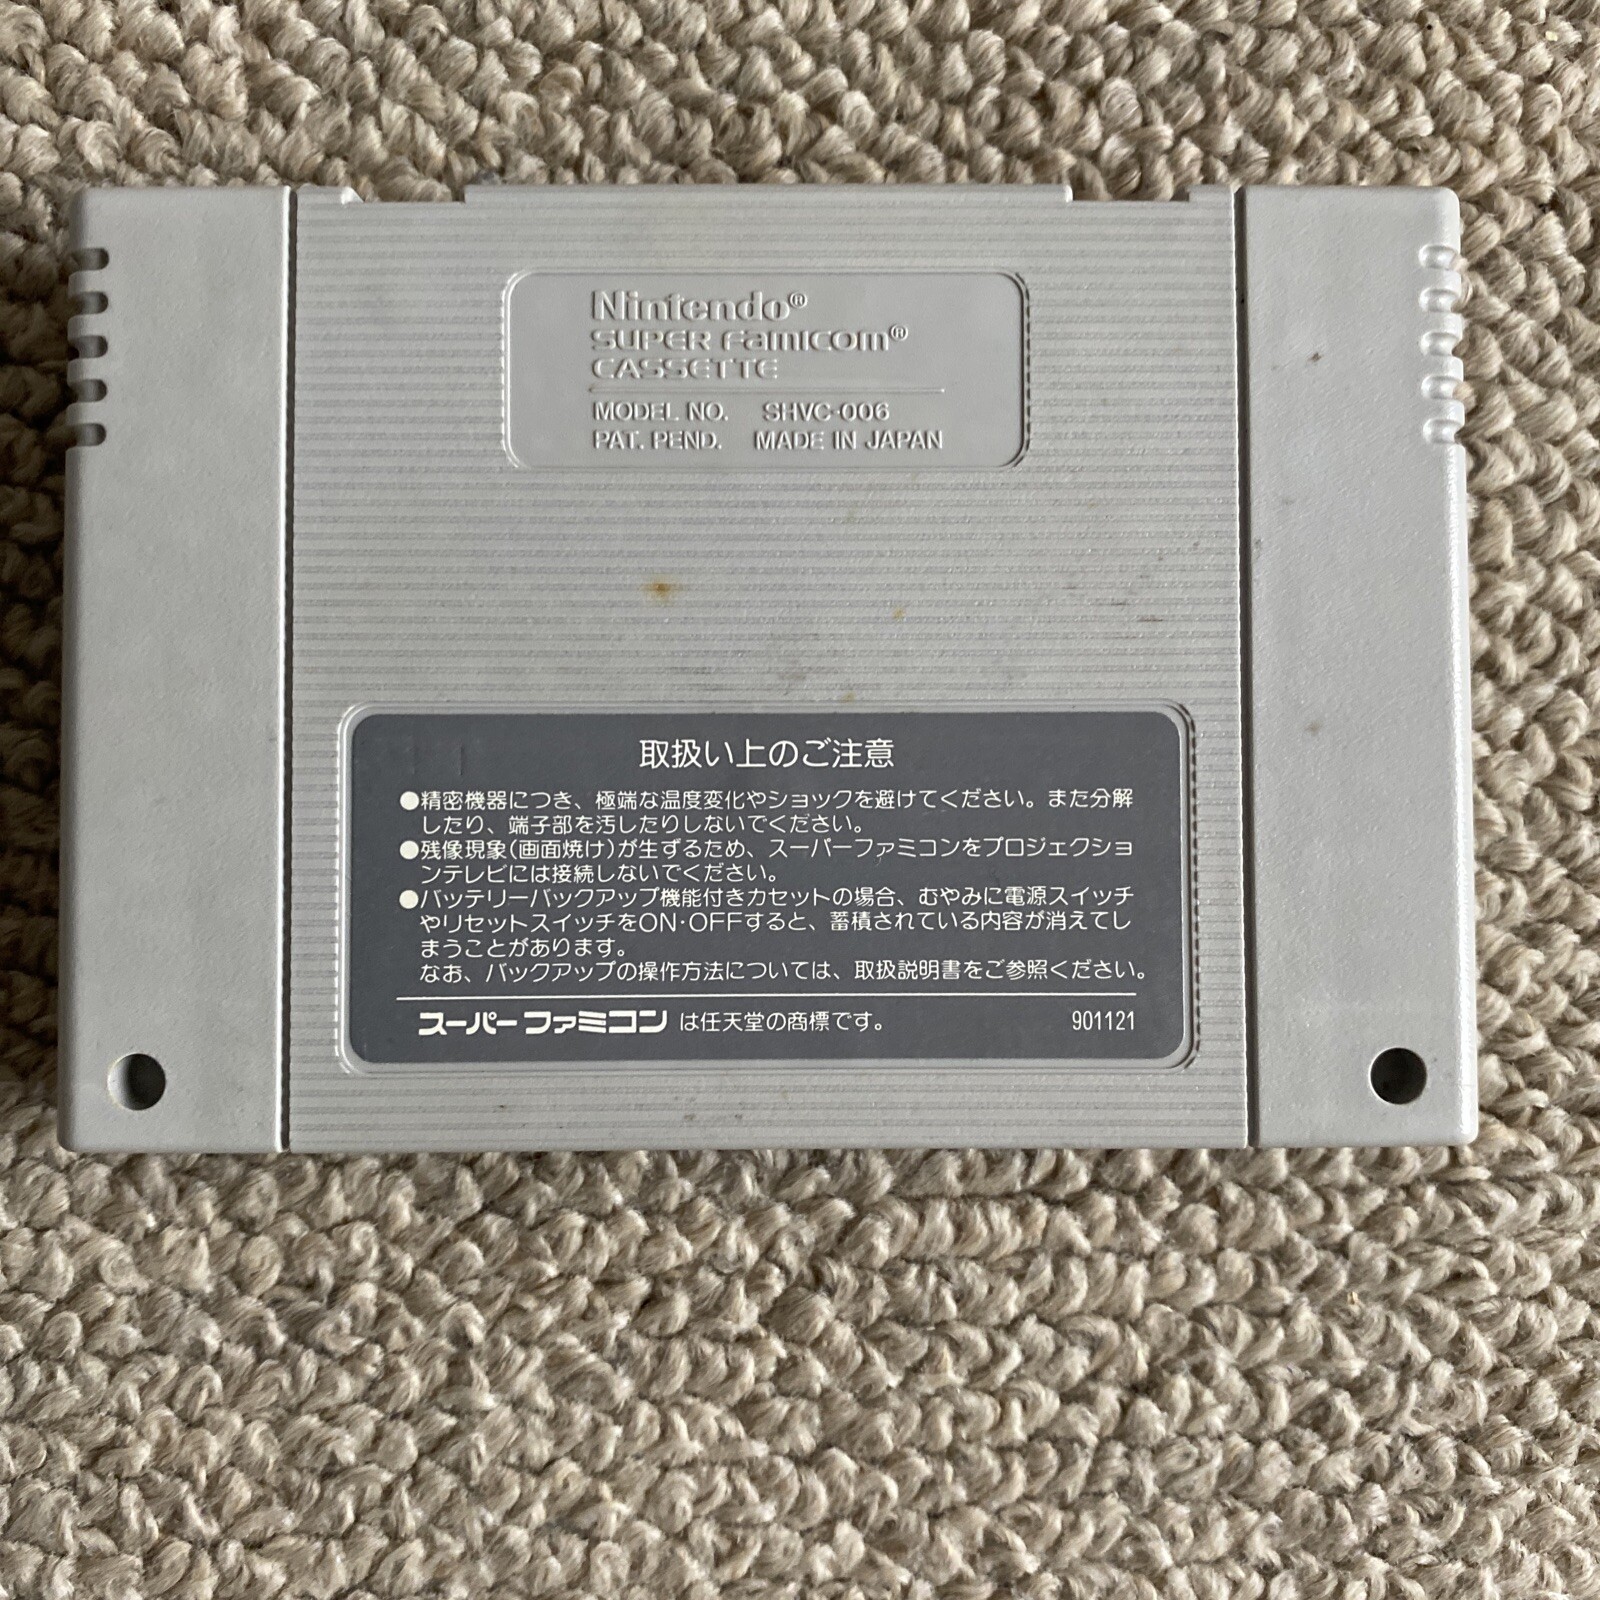 Nintendo®
SUPER Famicom®
CASSETTE
MODEL NO. SHVC-006
PAT. PEND. MADE IN JAPAN
取扱い上のご注意
●精密機器につき、極端な温度変化やショックを避けてください。また分解
したり、端子部を汚したりしないでください。
●残像現象(画面焼け)が生ずるため、スーパーファミコンをプロジェクショ
ンテレビには接続しないでください。
●バッテリーバックアップ機能付きカセットの場合、むやみに電源スイッチ
やリセットスイッチをON・OFFすると、蓄積されている内容が消えてし
まうことがあります。
なお、バックアップの操作方法については、取扱説明書をご参照ください。
スーパーファミコン は任天堂の商標です。 901121